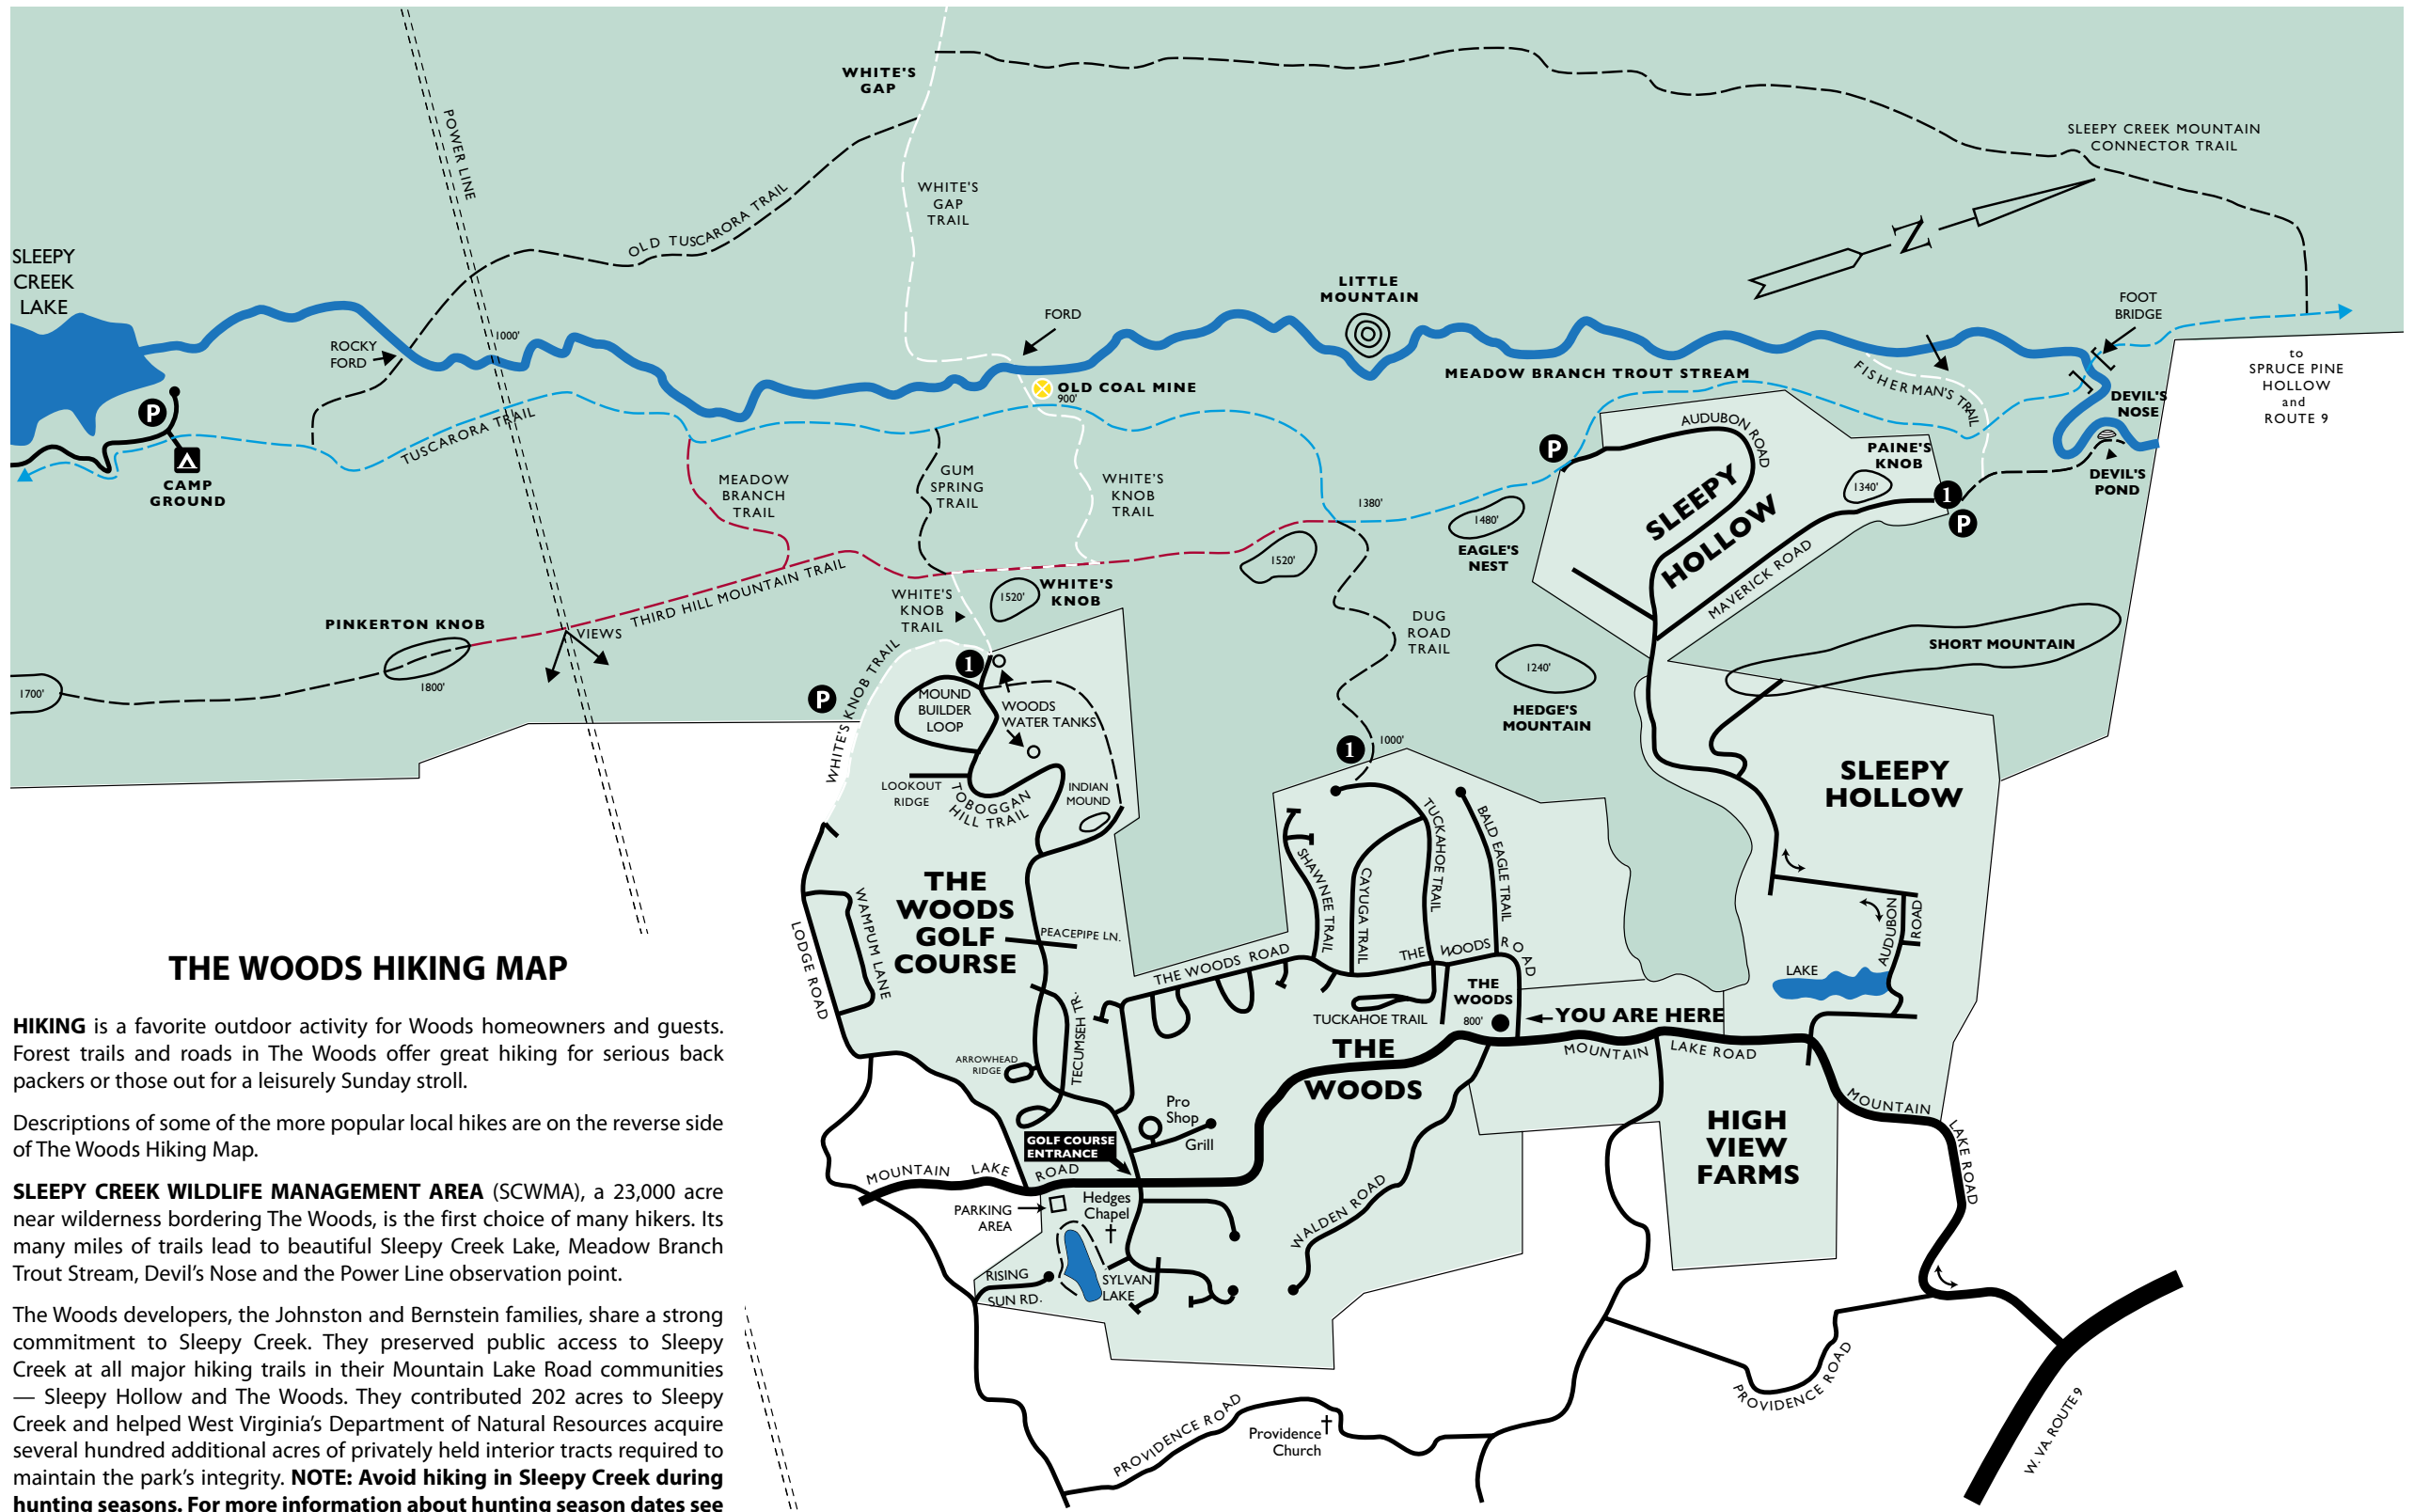 WHITE'S
GAP
POWER LINE
SLEEPY CREEK MOUNTAIN
CONNECTOR TRAIL
OLD TUSCARORA TRAIL
WHITE'S
GAP
TRAIL
N
SLEEPY
CREEK
LAKE
LITTLE
MOUNTAIN
FOOT
BRIDGE
FORD
ROCKY
FORD
1000'
to
SPRUCE PINE
HOLLOW
and
ROUTE 9
MEADOW BRANCH TROUT STREAM
FISHERMAN'S TRAIL
OLD COAL MINE
900'
DEVIL'S
NOSE
P
TUSCARORA TRAIL
AUDUBON ROAD
P
PAINE'S
KNOB
1340'
DEVIL'S
POND
CAMP
GROUND
MEADOW
BRANCH
TRAIL
GUM
SPRING
TRAIL
WHITE'S
KNOB
TRAIL
1380'
1480'
EAGLE'S
NEST
SLEEPY
HOLLOW
1
P
MAVERICK ROAD
1520'
THIRD HILL MOUNTAIN TRAIL
WHITE'S
KNOB
TRAIL
1520'
WHITE'S
KNOB
PINKERTON KNOB
VIEWS
DUG
ROAD
TRAIL
SHORT MOUNTAIN
1240'
HEDGE'S
MOUNTAIN
1700'
1800'
P
WHITE'S KNOB TRAIL
1
MOUND
BUILDER
LOOP
WOODS
WATER TANKS
1
1000'
LOOKOUT
RIDGE
TOBOGGAN
HILL TRAIL
INDIAN
MOUND
SLEEPY
HOLLOW
SHAWNEE TRAIL
CAYUGA TRAIL
TUCKAHOE TRAIL
BALD EAGLE TRAIL
THE
WOODS
GOLF
COURSE
WAMPUM LANE
LODGE ROAD
PEACEPIPE LN.
THE WOODS ROAD
THE WOODS ROAD
AUDUBON
ROAD
LAKE
THE
WOODS
800'
YOU ARE HERE
TUCKAHOE TRAIL
TECUMSEH TR.
ARROWHEAD
RIDGE
THE
WOODS
MOUNTAIN LAKE ROAD
MOUNTAIN
LAKE ROAD
HIGH
VIEW
FARMS
Pro
Shop
Grill
GOLF COURSE
ENTRANCE
MOUNTAIN LAKE ROAD
PARKING
AREA
Hedges
Chapel
WALDEN ROAD
RISING
SUN RD.
SYLVAN
LAKE
PROVIDENCE ROAD
PROVIDENCE ROAD
Providence
Church
W. VA. ROUTE 9
THE WOODS HIKING MAP
HIKING is a favorite outdoor activity for Woods homeowners and guests.
Forest trails and roads in The Woods offer great hiking for serious back
packers or those out for a leisurely Sunday stroll.
Descriptions of some of the more popular local hikes are on the reverse side
of The Woods Hiking Map.
SLEEPY CREEK WILDLIFE MANAGEMENT AREA (SCWMA), a 23,000 acre
near wilderness bordering The Woods, is the first choice of many hikers. Its
many miles of trails lead to beautiful Sleepy Creek Lake, Meadow Branch
Trout Stream, Devil's Nose and the Power Line observation point.
The Woods developers, the Johnston and Bernstein families, share a strong
commitment to Sleepy Creek. They preserved public access to Sleepy
Creek at all major hiking trails in their Mountain Lake Road communities
— Sleepy Hollow and The Woods. They contributed 202 acres to Sleepy
Creek and helped West Virginia's Department of Natural Resources acquire
several hundred additional acres of privately held interior tracts required to
maintain the park's integrity. NOTE: Avoid hiking in Sleepy Creek during
hunting seasons. For more information about hunting season dates see